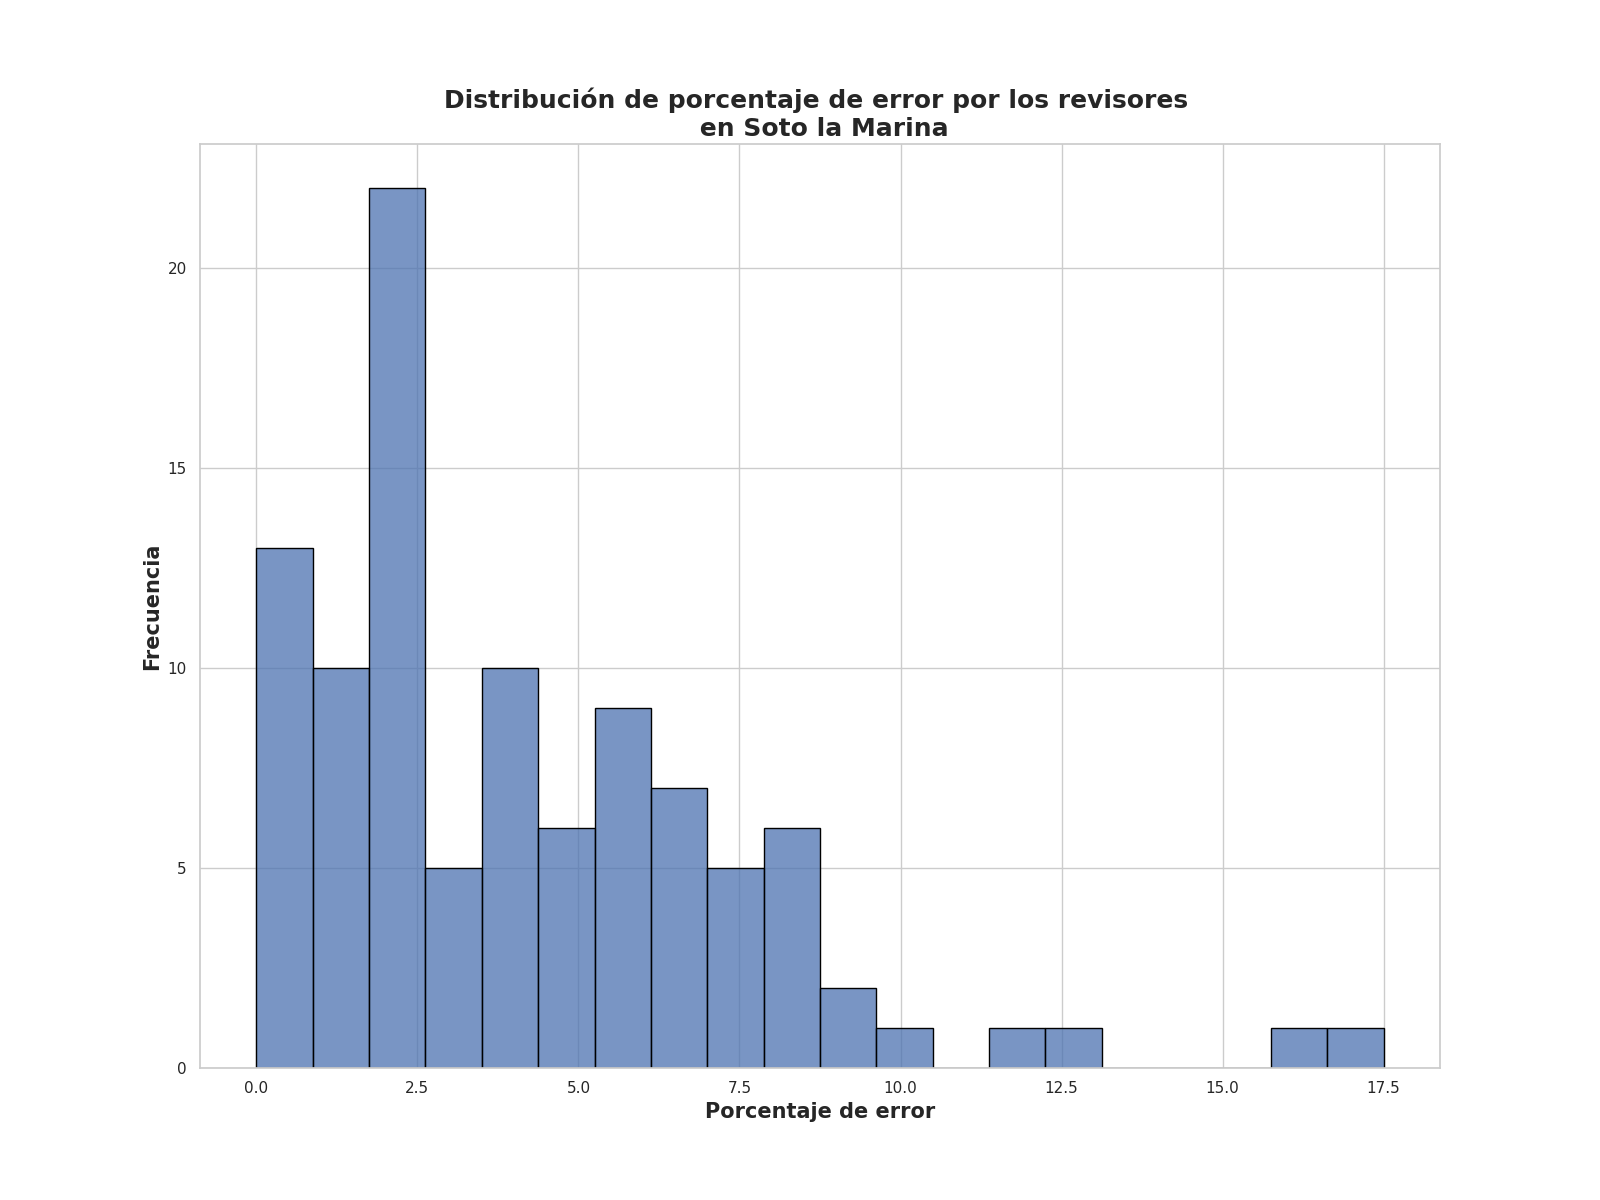 Distribución de porcentaje de error por los revisores
en Soto la Marina
Frecuencia
20
15
10
5
0
0.0 2.5 5.0 7.5 10.0 12.5 15.0 17.5
Porcentaje de error